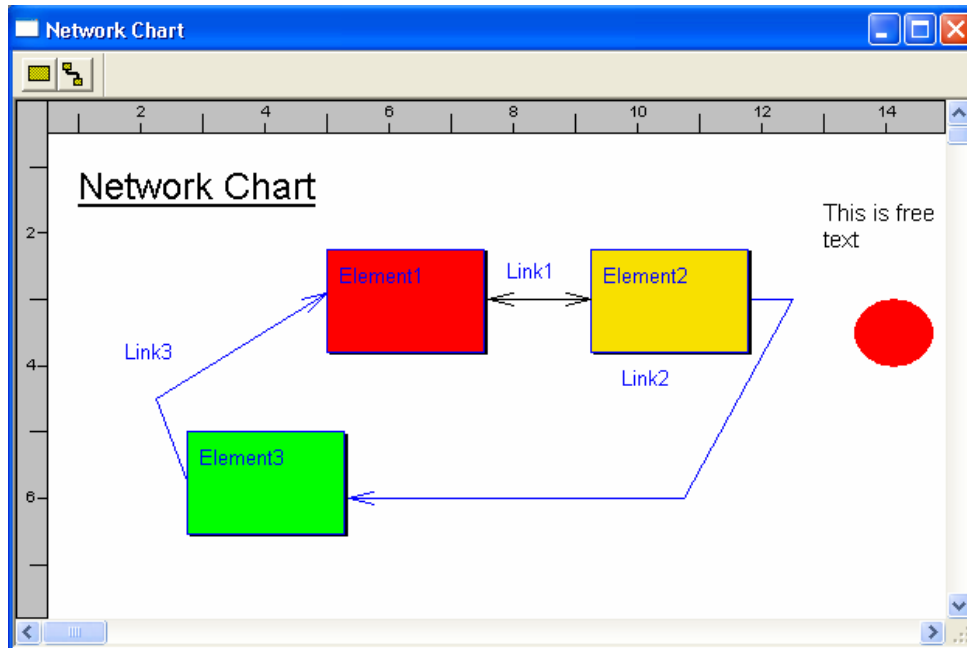 Network Chart
2 4 6 8 10 12 14
Network Chart
This is free
text
2
Link1
Element1
Element2
Link3
4
Link2
Element3
6